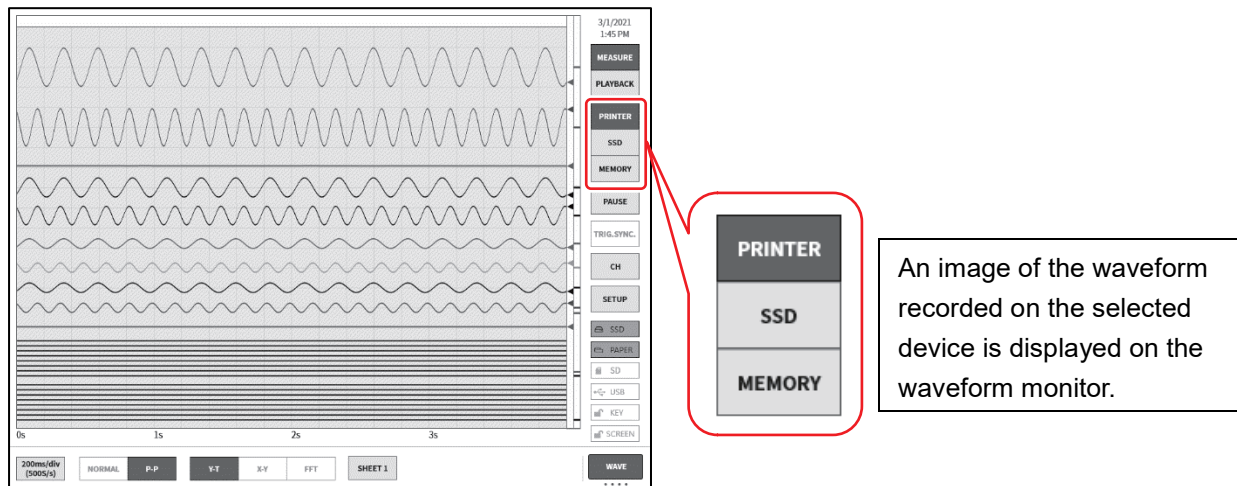 3/1/2021
1:45 PM
MEASURE
PLAYBACK
PRINTER
SSD
MEMORY
PAUSE
TRIG.SYNC.
CH
SETUP
SSD
PAPER
SD
USB
KEY
SCREEN
0s 1s 2s 3s
200ms/div
(500S/s)
NORMAL P-P Y-T X-Y FFT SHEET 1 WAVE
PRINTER
SSD
MEMORY
An image of the waveform
recorded on the selected
device is displayed on the
waveform monitor.